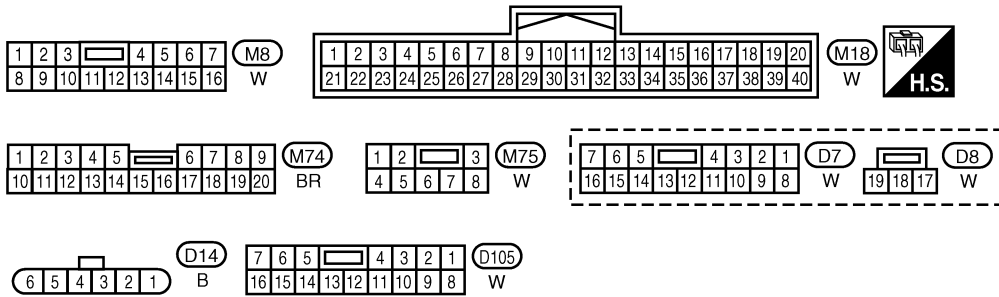 1 2 3 4 5 6 7 M8
8 9 10 11 12 13 14 15 16 W
1 2 3 4 5 6 7 8 9 10 11 12 13 14 15 16 17 18 19 20 M18
21 22 23 24 25 26 27 28 29 30 31 32 33 34 35 36 37 38 39 40 W
H.S.
1 2 3 4 5 6 7 8 9 M74
10 11 12 13 14 15 16 17 18 19 20 BR
1 2 3 M75
4 5 6 7 8 W
7 6 5 4 3 2 1 D7
16 15 14 13 12 11 10 9 8 W
D8
19 18 17 W
D14
6 5 4 3 2 1 B
7 6 5 4 3 2 1 D105
16 15 14 13 12 11 10 9 8 W